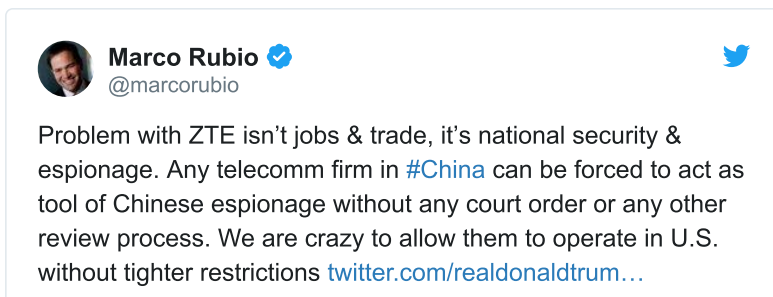 Marco Rubio
@marcorubio
Problem with ZTE isn’t jobs & trade, it’s national security &
espionage. Any telecomm firm in #China can be forced to act as
tool of Chinese espionage without any court order or any other
review process. We are crazy to allow them to operate in U.S.
without tighter restrictions twitter.com/realdonaldtrum…